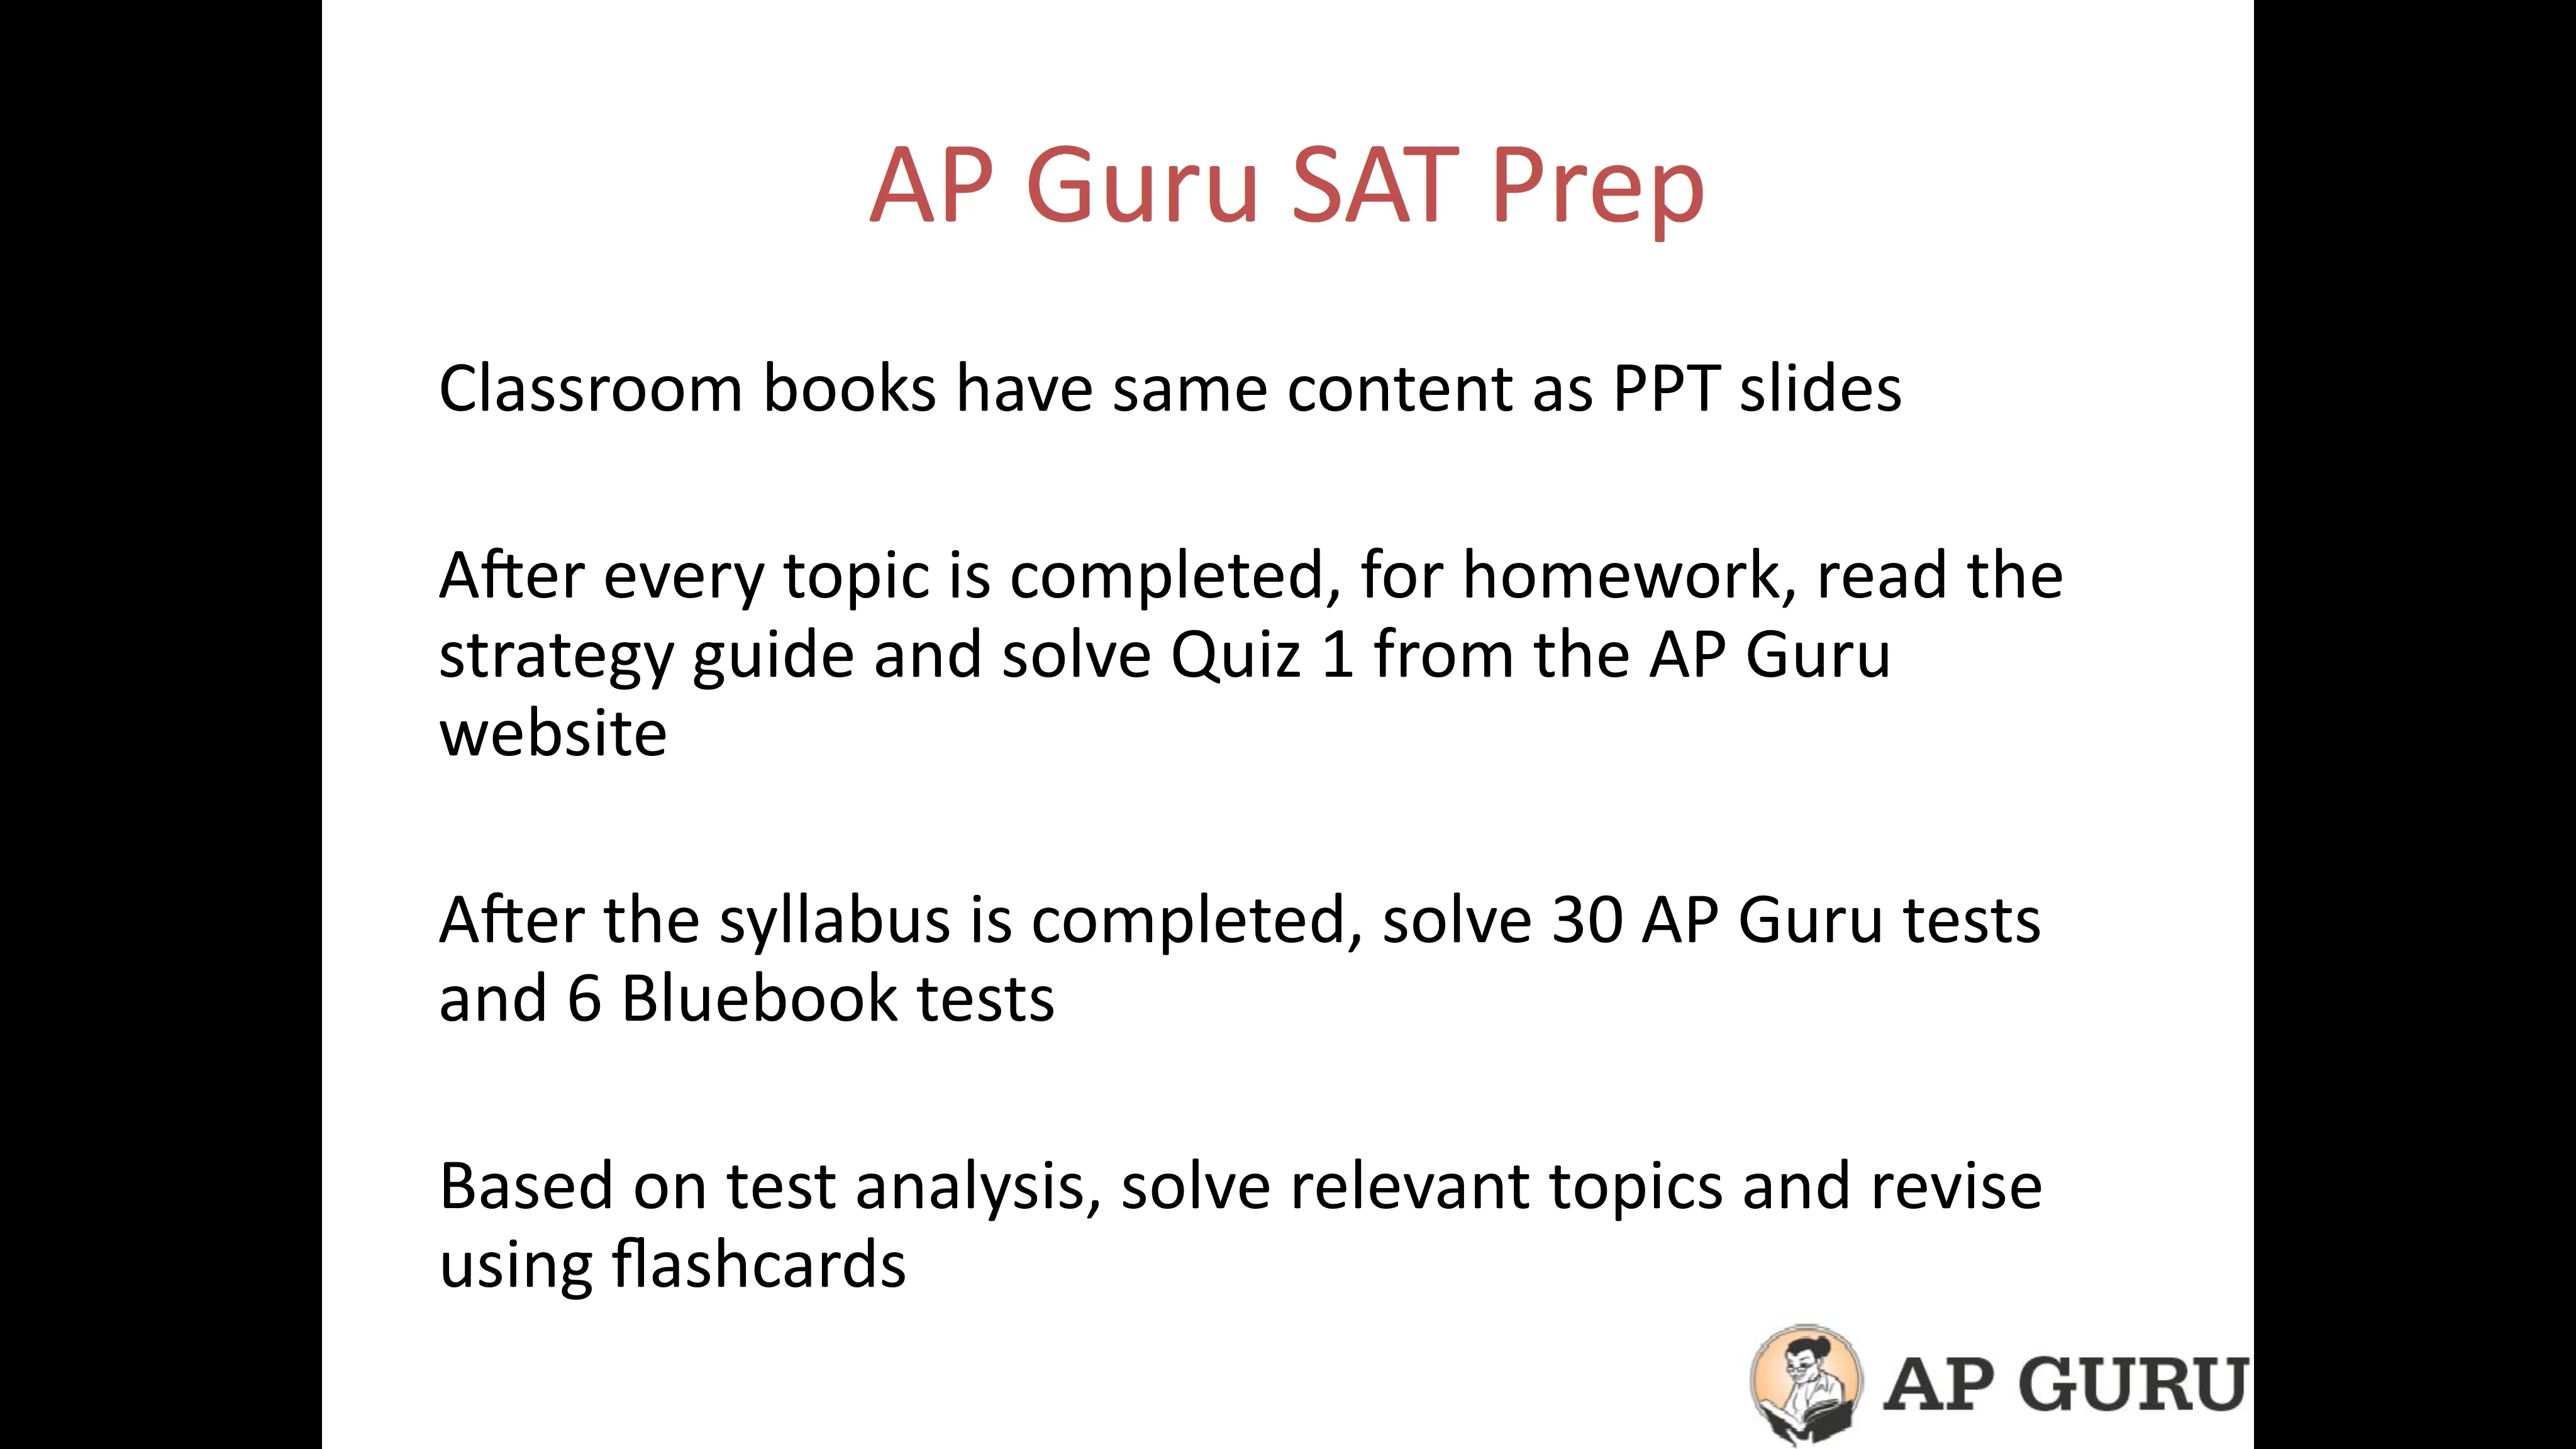 AP Guru SAT Prep
Classroom books have same content as PPT slides
After every topic is completed, for homework, read the
strategy guide and solve Quiz 1 from the AP Guru
website
After the syllabus is completed, solve 30 AP Guru tests
and 6 Bluebook tests
Based on test analysis, solve relevant topics and revise
using flashcards
AP GURU